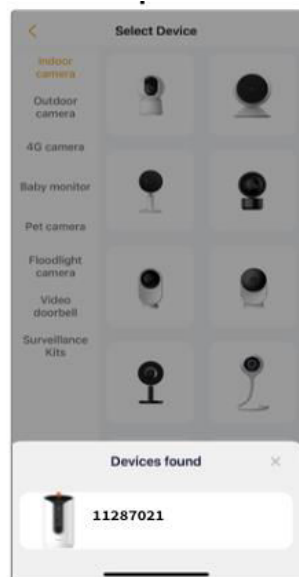 Select Device
Indoor
camera
Outdoor
camera
4G camera
Baby monitor
Pet camera
Floodlight
camera
Video
doorbell
Surveillance
Kits
Devices found
11287021